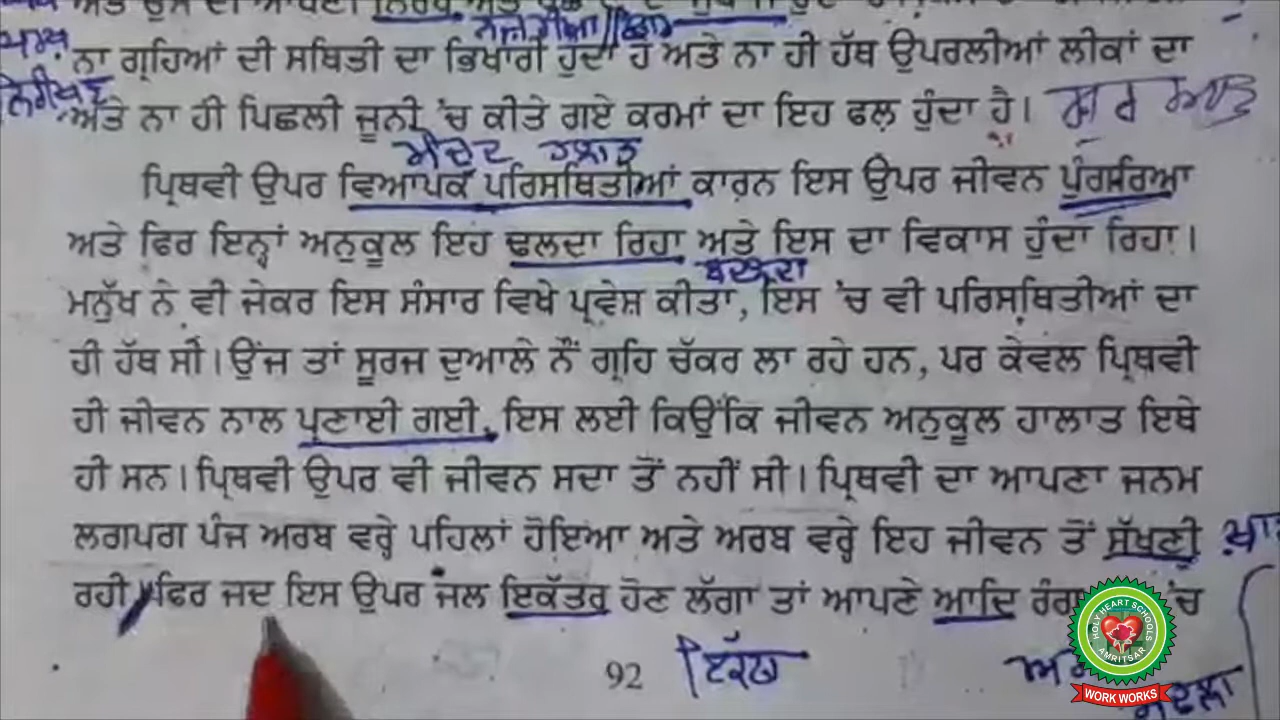 ਨਾ ਗ੍ਰਹਿਆਂ ਦੀ ਸਥਿਤੀ ਦਾ ਭਿਖਾਰੀ ਹੁੰਦਾ ਹੈ ਅਤੇ ਨਾ ਹੀ ਹੱਥ ਉਪਰਲੀਆਂ ਲੀਕਾਂ ਦਾ
ਅਤੇ ਨਾ ਹੀ ਪਿਛਲੀ ਜੂਨੀ 'ਚ ਕੀਤੇ ਗਏ ਕਰਮਾਂ ਦਾ ਇਹ ਫਲ ਹੁੰਦਾ ਹੈ।
ਮੌਜੂਦ ਹਾਲਾਤ
ਪ੍ਰਿਥਵੀ ਉਪਰ ਵਿਆਪਕ ਪਰਿਸਥਿਤੀਆਂ ਕਾਰਨ ਇਸ ਉਪਰ ਜੀਵਨ ਪੁੰਗਰਿਆ
ਅਤੇ ਫਿਰ ਇਨ੍ਹਾਂ ਅਨੁਕੂਲ ਇਹ ਢਲਦਾ ਰਿਹਾ ਅਤੇ ਇਸ ਦਾ ਵਿਕਾਸ ਹੁੰਦਾ ਰਿਹਾ।
ਬਦਲਦਾ
ਮਨੁੱਖ ਨੇ ਵੀ ਜੇਕਰ ਇਸ ਸੰਸਾਰ ਵਿਖੇ ਪ੍ਰਵੇਸ਼ ਕੀਤਾ, ਇਸ 'ਚ ਵੀ ਪਰਿਸਥਿਤੀਆਂ ਦਾ
ਹੀ ਹੱਥ ਸੀ। ਉਂਜ ਤਾਂ ਸੂਰਜ ਦੁਆਲੇ ਨੌਂ ਗ੍ਰਹਿ ਚੱਕਰ ਲਾ ਰਹੇ ਹਨ, ਪਰ ਕੇਵਲ ਪ੍ਰਿਥਵੀ
ਹੀ ਜੀਵਨ ਨਾਲ ਪ੍ਰਣਾਈ ਗਈ, ਇਸ ਲਈ ਕਿਉਂਕਿ ਜੀਵਨ ਅਨੁਕੂਲ ਹਾਲਾਤ ਇਥੇ
ਹੀ ਸਨ। ਪ੍ਰਿਥਵੀ ਉਪਰ ਵੀ ਜੀਵਨ ਸਦਾ ਤੋਂ ਨਹੀਂ ਸੀ। ਪ੍ਰਿਥਵੀ ਦਾ ਆਪਣਾ ਜਨਮ
ਲਗਪਗ ਪੰਜ ਅਰਬ ਵਰ੍ਹੇ ਪਹਿਲਾਂ ਹੋਇਆ ਅਤੇ ਅਰਬ ਵਰ੍ਹੇ ਇਹ ਜੀਵਨ ਤੋਂ ਸੁੱਖਣੀ
ਰਹੀ ਫਿਰ ਜਦ ਇਸ ਉਪਰ ਜਲ ਇਕੱਤਰ ਹੋਣ ਲੱਗਾ ਤਾਂ ਆਪਣੇ ਆਦਿ ਰੰਗ 'ਚ
92 ਇਕੱਠਾ
HOLY HEART SCHOOLS
AMRITSAR
WORK WORKS